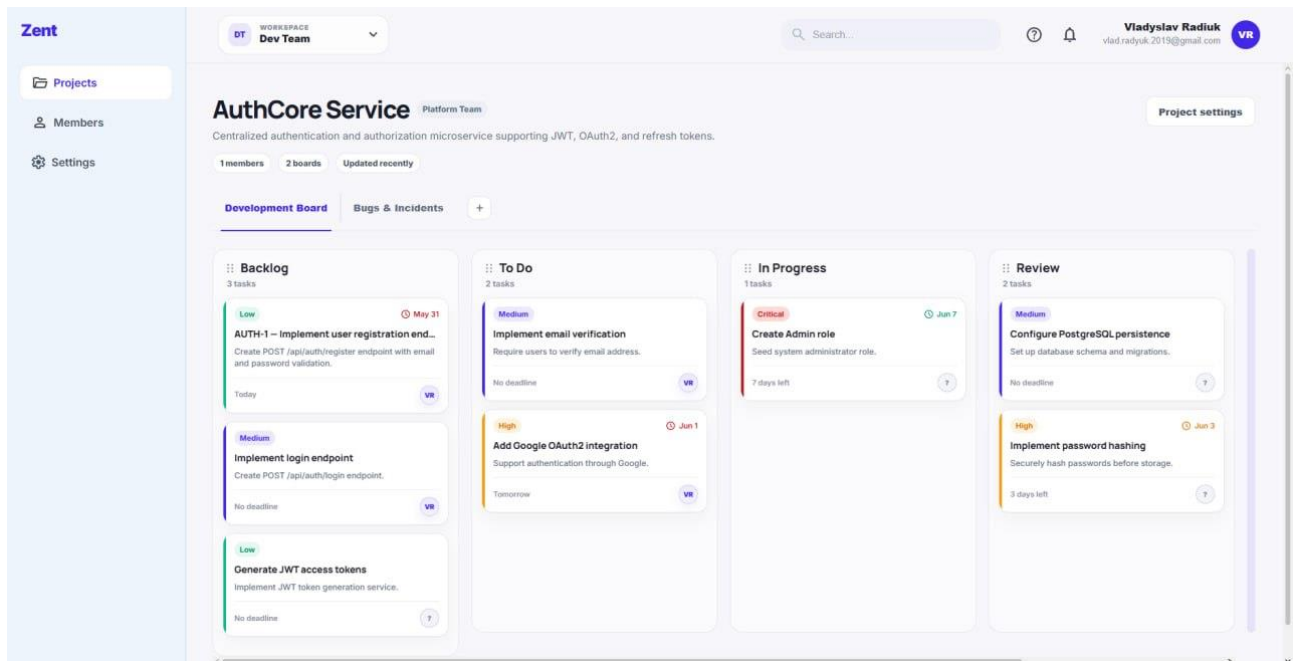 Zent
DT
WORKSPACE
Dev Team
Search...
Vladyslav Radiuk
vlad.radyuk.2019@gmail.com
VR
Projects
Members
Settings
AuthCore Service
Platform Team
Project settings
Centralized authentication and authorization microservice supporting JWT, OAuth2, and refresh tokens.
1 members
2 boards
Updated recently
Development Board
Bugs & Incidents
+
Backlog
3 tasks
Low
May 31
AUTH-1 – Implement user registration end...
Create POST /api/auth/register endpoint with email
and password validation.
Today
VR
Medium
Implement login endpoint
Create POST /api/auth/login endpoint.
No deadline
VR
Low
Generate JWT access tokens
Implement JWT token generation service.
No deadline
?
To Do
2 tasks
Medium
Implement email verification
Require users to verify email address.
No deadline
VR
High
Jun 1
Add Google OAuth2 integration
Support authentication through Google.
Tomorrow
VR
In Progress
1 tasks
Critical
Jun 7
Create Admin role
Seed system administrator role.
7 days left
?
Review
2 tasks
Medium
Configure PostgreSQL persistence
Set up database schema and migrations.
No deadline
?
High
Jun 3
Implement password hashing
Securely hash passwords before storage.
3 days left
?